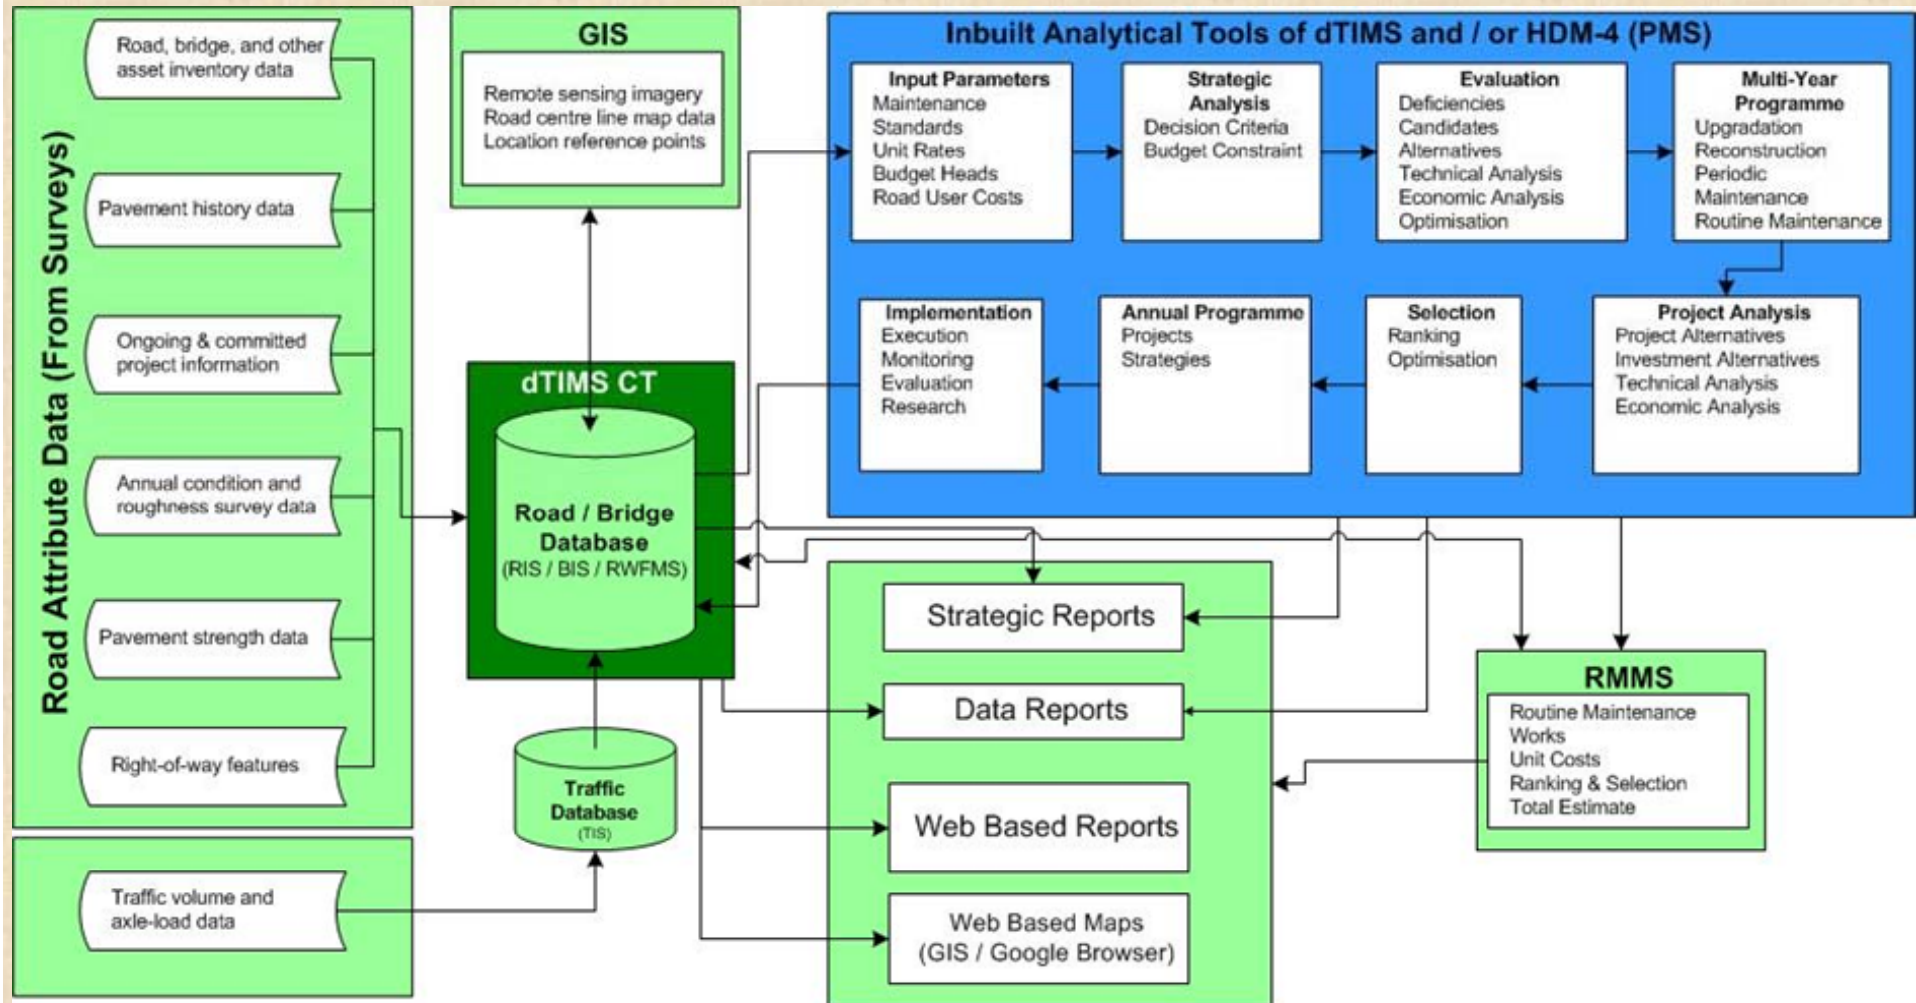 Road Attribute Data (From Surveys)
Road, bridge, and other
asset inventory data
Pavement history data
Ongoing & committed
project information
Annual condition and
roughness survey data
Pavement strength data
Right-of-way features
Traffic volume and
axle-load data
GIS
Remote sensing imagery
Road centre line map data
Location reference points
dTIMS CT
Road / Bridge
Database
(RIS / BIS / RWFMS)
Traffic
Database
(TIS)
Inbuilt Analytical Tools of dTIMS and / or HDM-4 (PMS)
Input Parameters
Maintenance
Standards
Unit Rates
Budget Heads
Road User Costs
Strategic
Analysis
Decision Criteria
Budget Constraint
Evaluation
Deficiencies
Candidates
Alternatives
Technical Analysis
Economic Analysis
Optimisation
Multi-Year
Programme
Upgradation
Reconstruction
Periodic
Maintenance
Routine Maintenance
Implementation
Execution
Monitoring
Evaluation
Research
Annual Programme
Projects
Strategies
Selection
Ranking
Optimisation
Project Analysis
Project Alternatives
Investment Alternatives
Technical Analysis
Economic Analysis
Strategic Reports
Data Reports
Web Based Reports
Web Based Maps
(GIS / Google Browser)
RMMS
Routine Maintenance
Works
Unit Costs
Ranking & Selection
Total Estimate